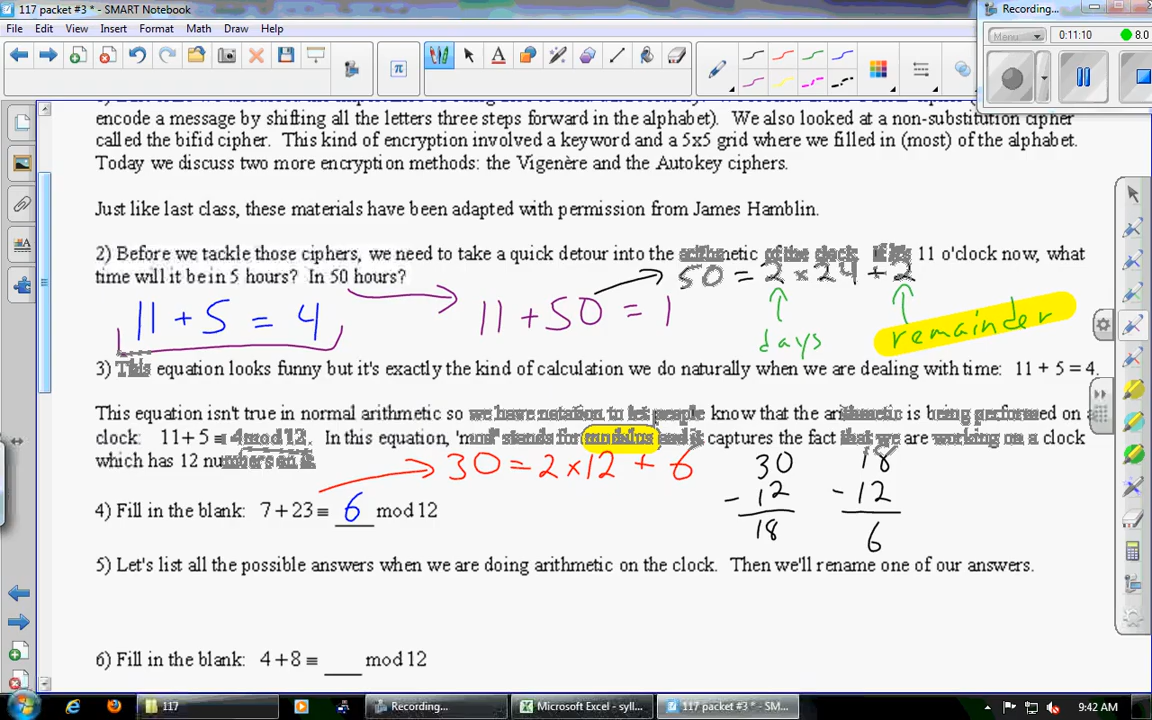 117 packet #3 * - SMART Notebook
Recording...
File Edit View Insert Format Math Draw Help
Menu
0:11:10
8.0
π
A
encode a message by shifting all the letters three steps forward in the alphabet). We also looked at a non-substitution cipher
called the bifid cipher. This kind of encryption involved a keyword and a 5x5 grid where we filled in (most) of the alphabet.
Today we discuss two more encryption methods: the Vigenère and the Autokey ciphers.
Just like last class, these materials have been adapted with permission from James Hamblin.
2) Before we tackle those ciphers, we need to take a quick detour into the arithmetic of the clock. If it's 11 o'clock now, what
time will it be in 5 hours? In 50 hours?
50 = 2 x 24 + 2
11 + 5 = 4
11 + 50 = 1
days
remainder
3) This equation looks funny but it's exactly the kind of calculation we do naturally when we are dealing with time: 11 + 5 = 4.
This equation isn't true in normal arithmetic so we have notation to let people know that the arithmetic is being performed on a
clock: 11+5 ≡ 4 mod 12. In this equation, 'mod' stands for modulus and it captures the fact that we are working on a clock
which has 12 numbers on it.
30 = 2 x 12 + 6
30
- 12
18
18
- 12
6
4) Fill in the blank: 7 + 23 ≡ 6 mod 12
5) Let's list all the possible answers when we are doing arithmetic on the clock. Then we'll rename one of our answers.
6) Fill in the blank: 4 + 8 ≡ ___ mod 12
117
Recording...
Microsoft Excel - syll...
117 packet #3 * - SM...
9:42 AM